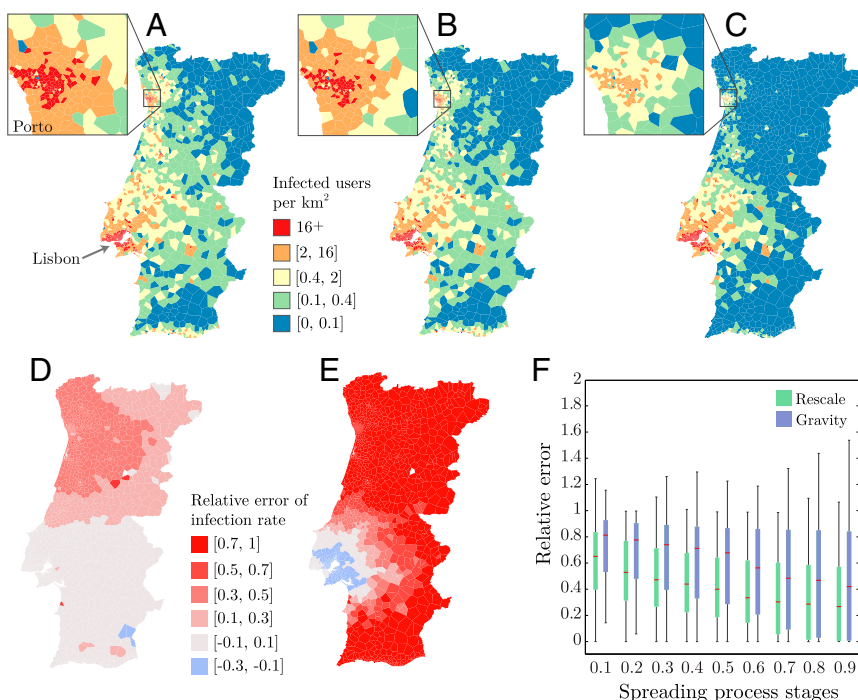 A
B
C
Porto
Lisbon
Infected users
per km²
16+
[2, 16]
[0.4, 2]
[0.1, 0.4]
[0, 0.1]
D
E
F
Relative error of
infection rate
[0.7, 1]
[0.5, 0.7]
[0.3, 0.5]
[0.1, 0.3]
[-0.1, 0.1]
[-0.3, -0.1]
Relative error
2
1.8
1.6
1.4
1.2
1
0.8
0.6
0.4
0.2
0
Rescale
Gravity
0.1 0.2 0.3 0.4 0.5 0.6 0.7 0.8 0.9
Spreading process stages